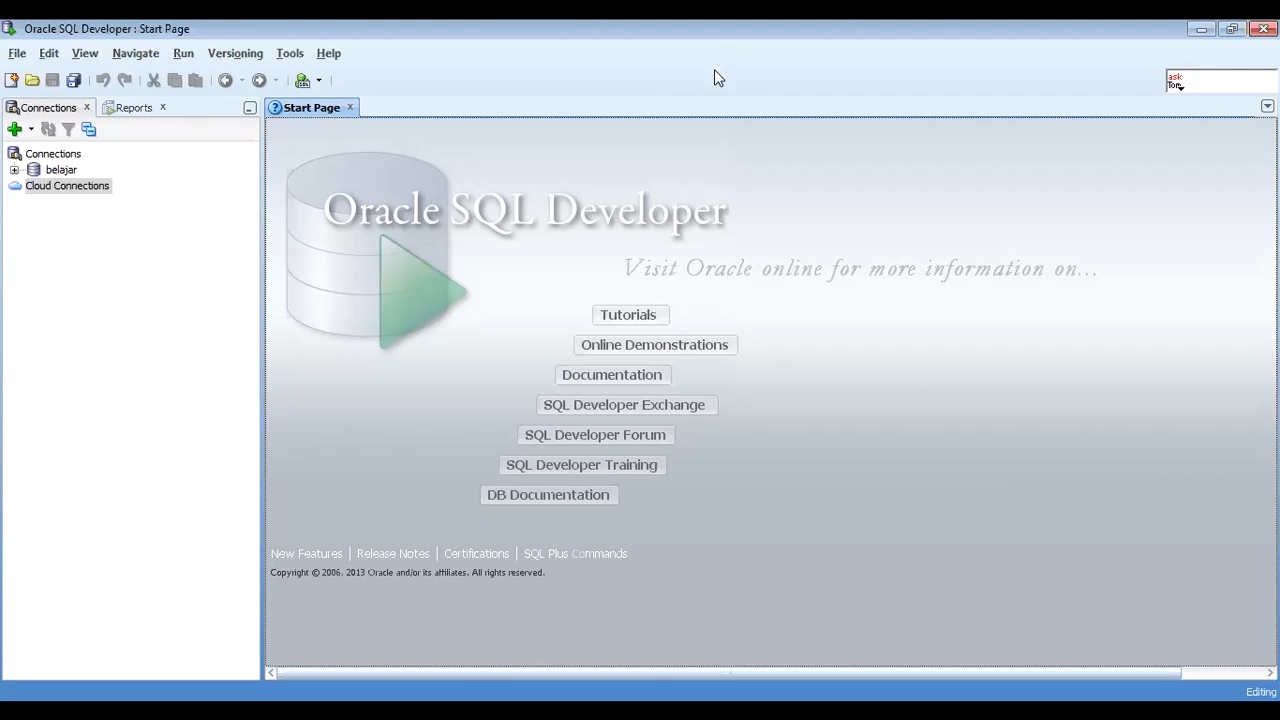 Oracle SQL Developer : Start Page
File Edit View Navigate Run Versioning Tools Help
ask
Tom
Connections Reports Start Page
Connections
belajar
Cloud Connections
Oracle SQL Developer
Visit Oracle online for more information on...
Tutorials
Online Demonstrations
Documentation
SQL Developer Exchange
SQL Developer Forum
SQL Developer Training
DB Documentation
New Features | Release Notes | Certifications | SQL Plus Commands
Copyright © 2006, 2013 Oracle and/or its affiliates. All rights reserved.
Editing